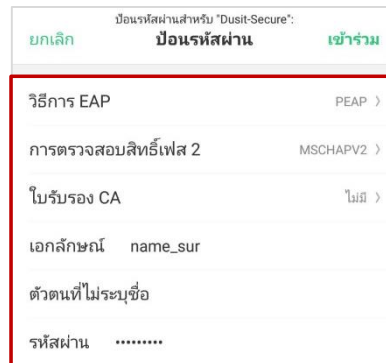 ป้อนรหัสผ่านสำหรับ "Dusit-Secure":
ยกเลิก ป้อนรหัสผ่าน เข้าร่วม
วิธีการ EAP PEAP >
การตรวจสอบสิทธิ์เฟส 2 MSCHAPV2 >
ใบรับรอง CA ไม่มี >
เอกลักษณ์ name_sur
ตัวตนที่ไม่ระบุชื่อ
รหัสผ่าน •••••••••